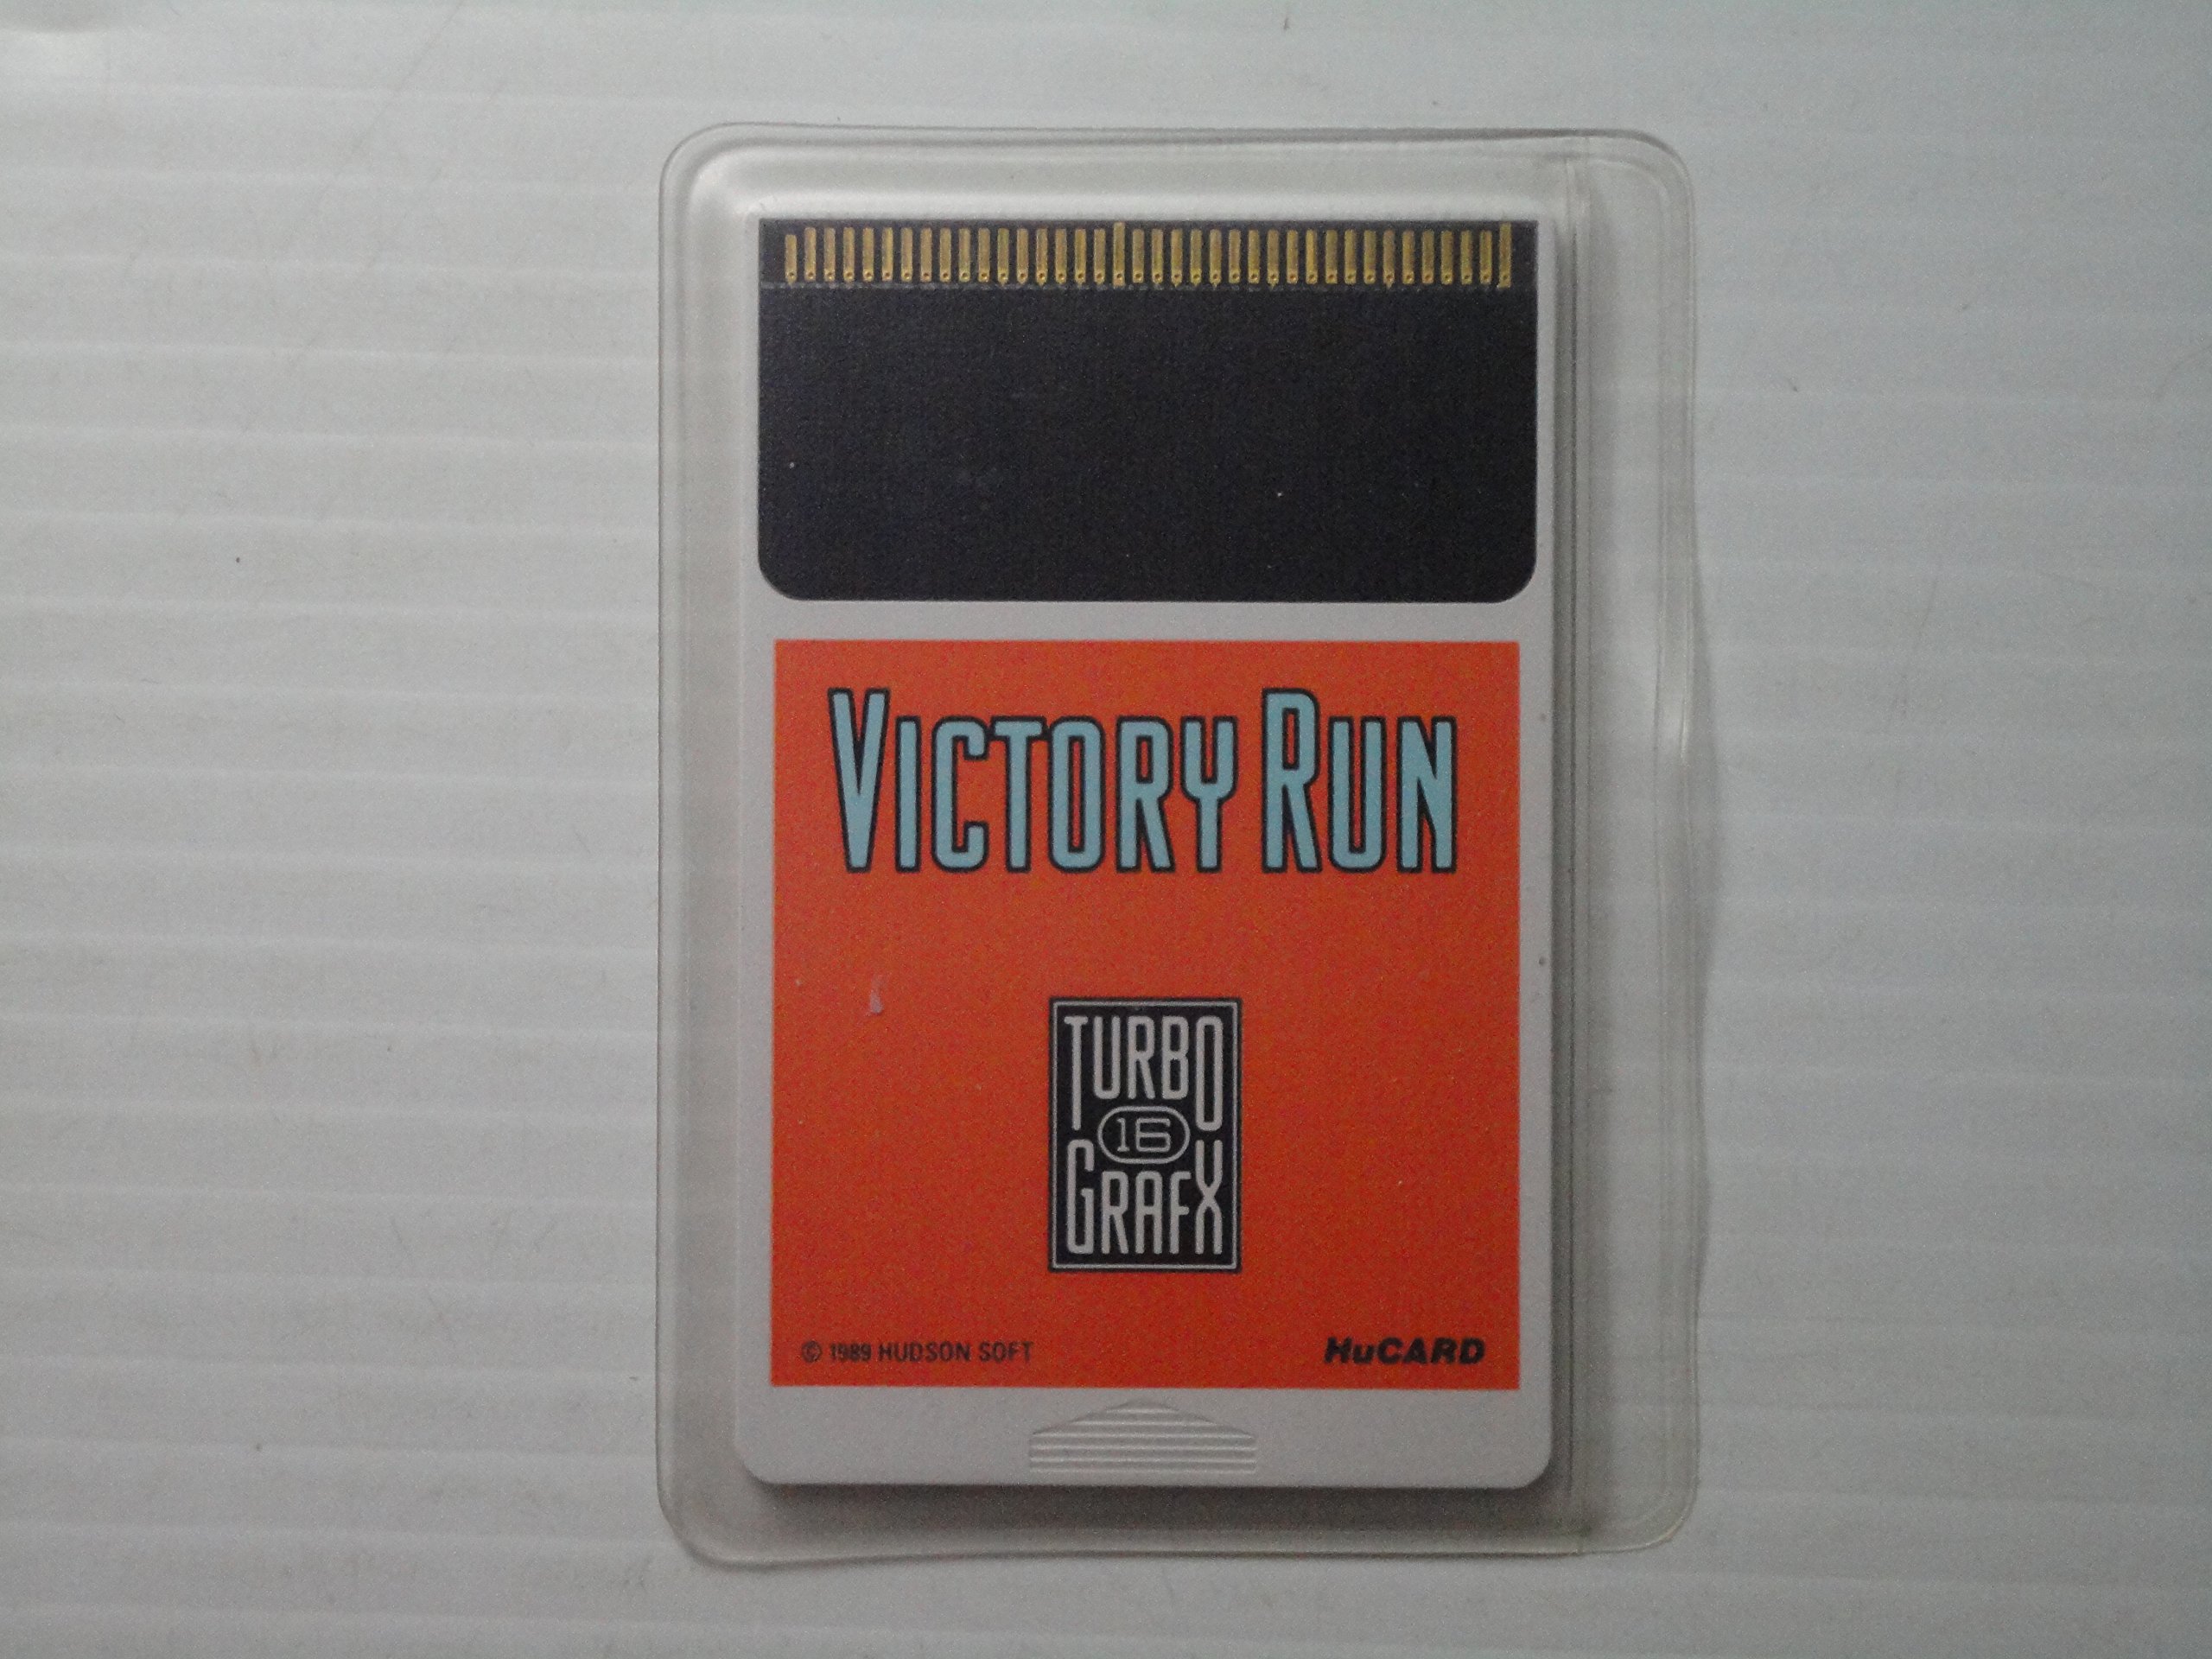 VICTORY RUN
TURBO
16
GRAFX
© 1989 HUDSON SOFT
HuCARD